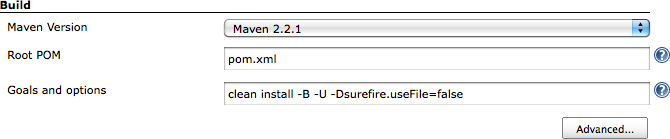 Build
Maven Version Maven 2.2.1
Root POM pom.xml
Goals and options clean install -B -U -Dsurefire.useFile=false
Advanced...